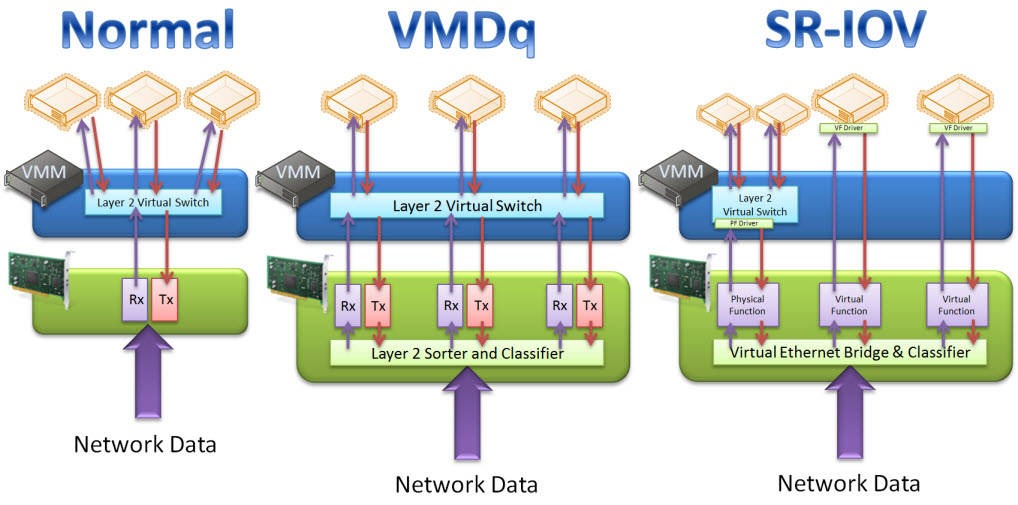 Normal
VMDq
SR-IOV
VMM
Layer 2 Virtual Switch
Rx
Tx
Network Data
VMM
Layer 2 Virtual Switch
Rx
Tx
Rx
Tx
Rx
Tx
Layer 2 Sorter and Classifier
Network Data
VF Driver
VF Driver
VMM
Layer 2
Virtual Switch
PF Driver
Physical
Function
Virtual
Function
Virtual
Function
Virtual Ethernet Bridge & Classifier
Network Data